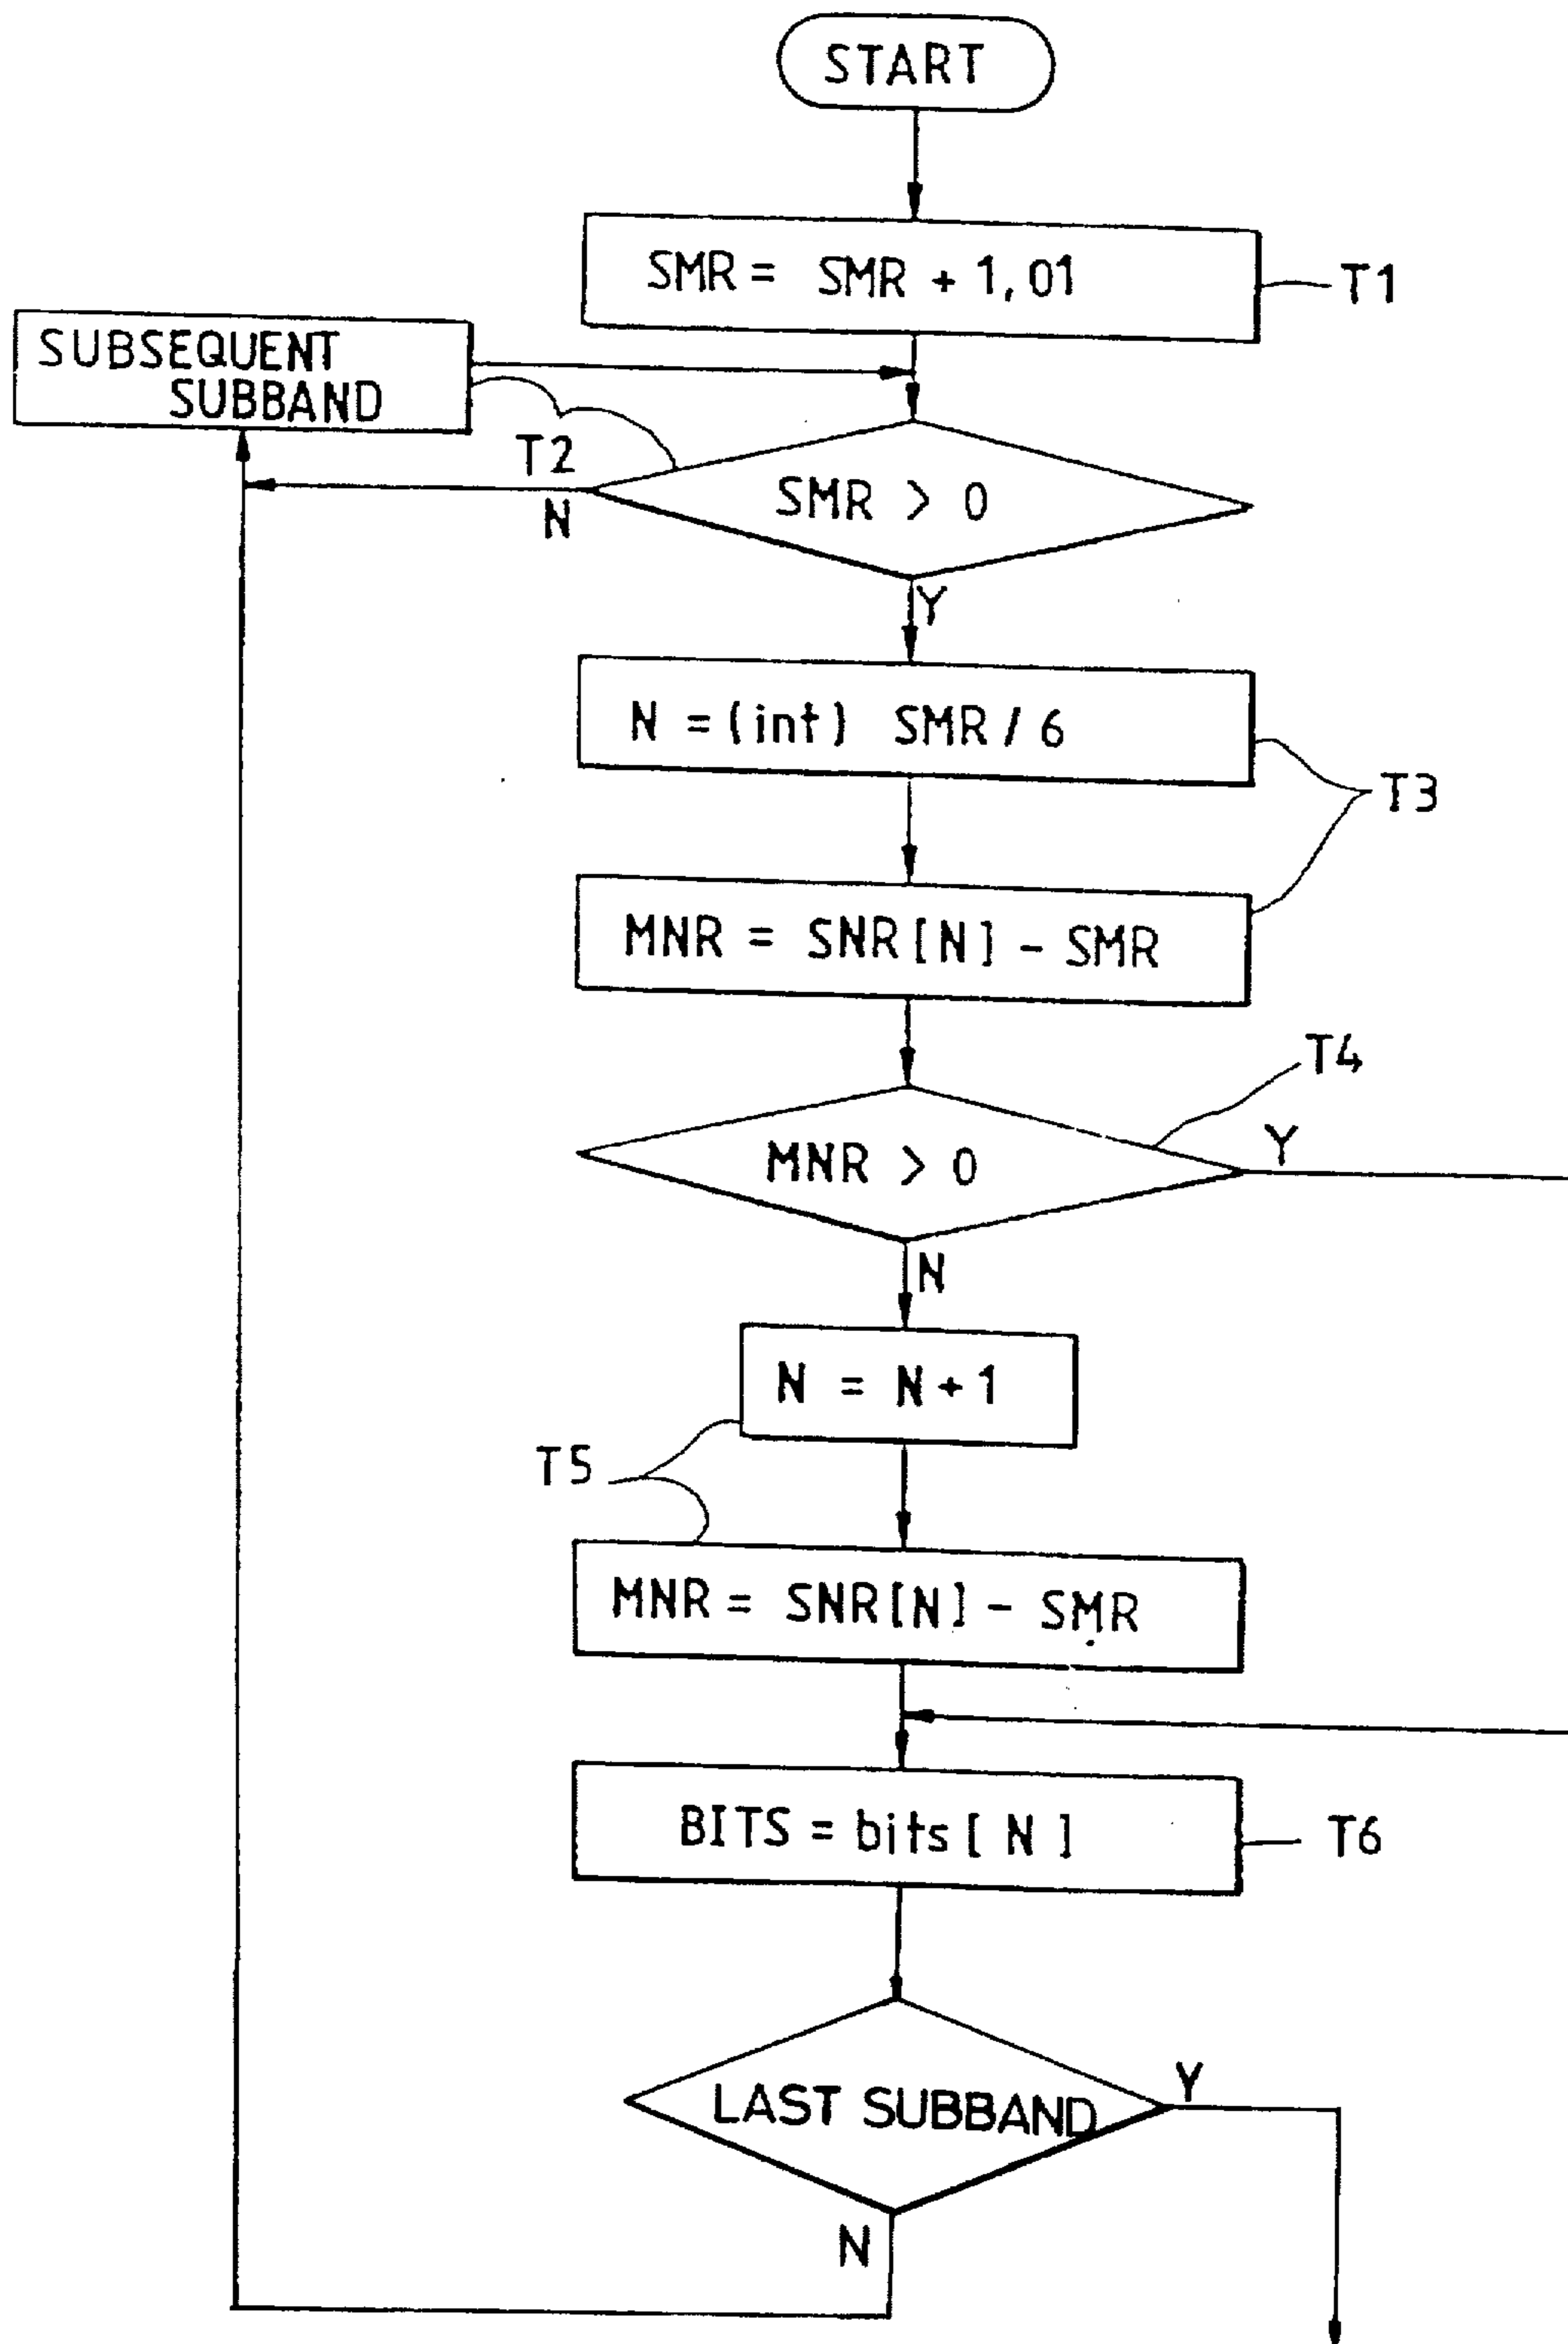 START
SMR = SMR + 1,01
T1
SUBSEQUENT
SUBBAND
T2
N
SMR > 0
Y
N = (int) SMR / 6
T3
MNR = SNR [N] - SMR
T4
MNR > 0
Y
N
N = N + 1
T5
MNR = SNR [N] - SMR
BITS = bits [ N ]
T6
LAST SUBBAND
Y
N